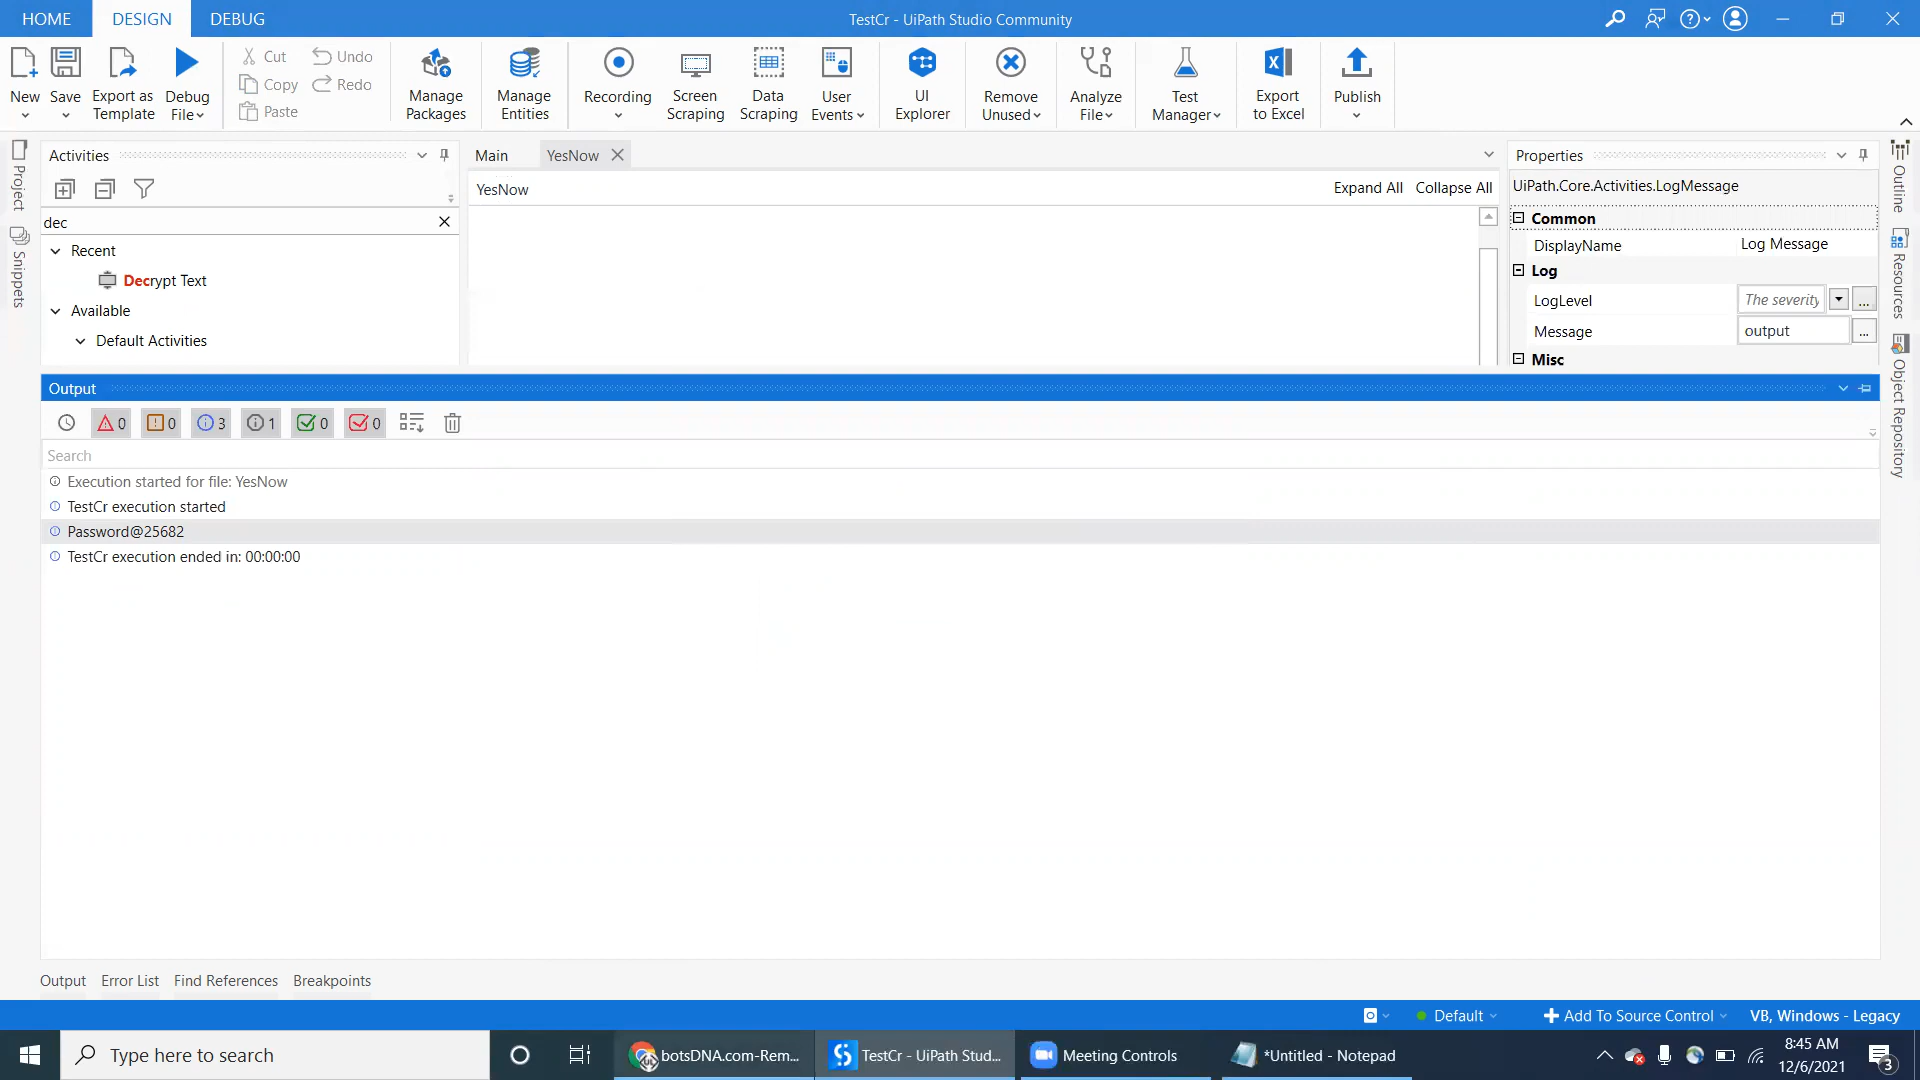 HOME DESIGN DEBUG TestCr - UiPath Studio Community
New Save Export as Template Debug File Cut Copy Paste Undo Redo Manage Packages Manage Entities Recording Screen Scraping Data Scraping User Events UI Explorer Remove Unused Analyze File Test Manager Export to Excel Publish
Project
Snippets
Activities
dec
Recent
Decrypt Text
Available
Default Activities
Main YesNow
YesNow Expand All Collapse All
Properties
UiPath.Core.Activities.LogMessage
Common
DisplayName Log Message
Log
LogLevel The severity ...
Message output ...
Misc
Outline
Resources
Object Repository
Output
0 0 3 1 0 0
Search
Execution started for file: YesNow
TestCr execution started
Password@25682
TestCr execution ended in: 00:00:00
Output Error List Find References Breakpoints
Default Add To Source Control VB, Windows - Legacy
Type here to search botsDNA.com-Rem... TestCr - UiPath Stud... Meeting Controls *Untitled - Notepad 8:45 AM
12/6/2021 3